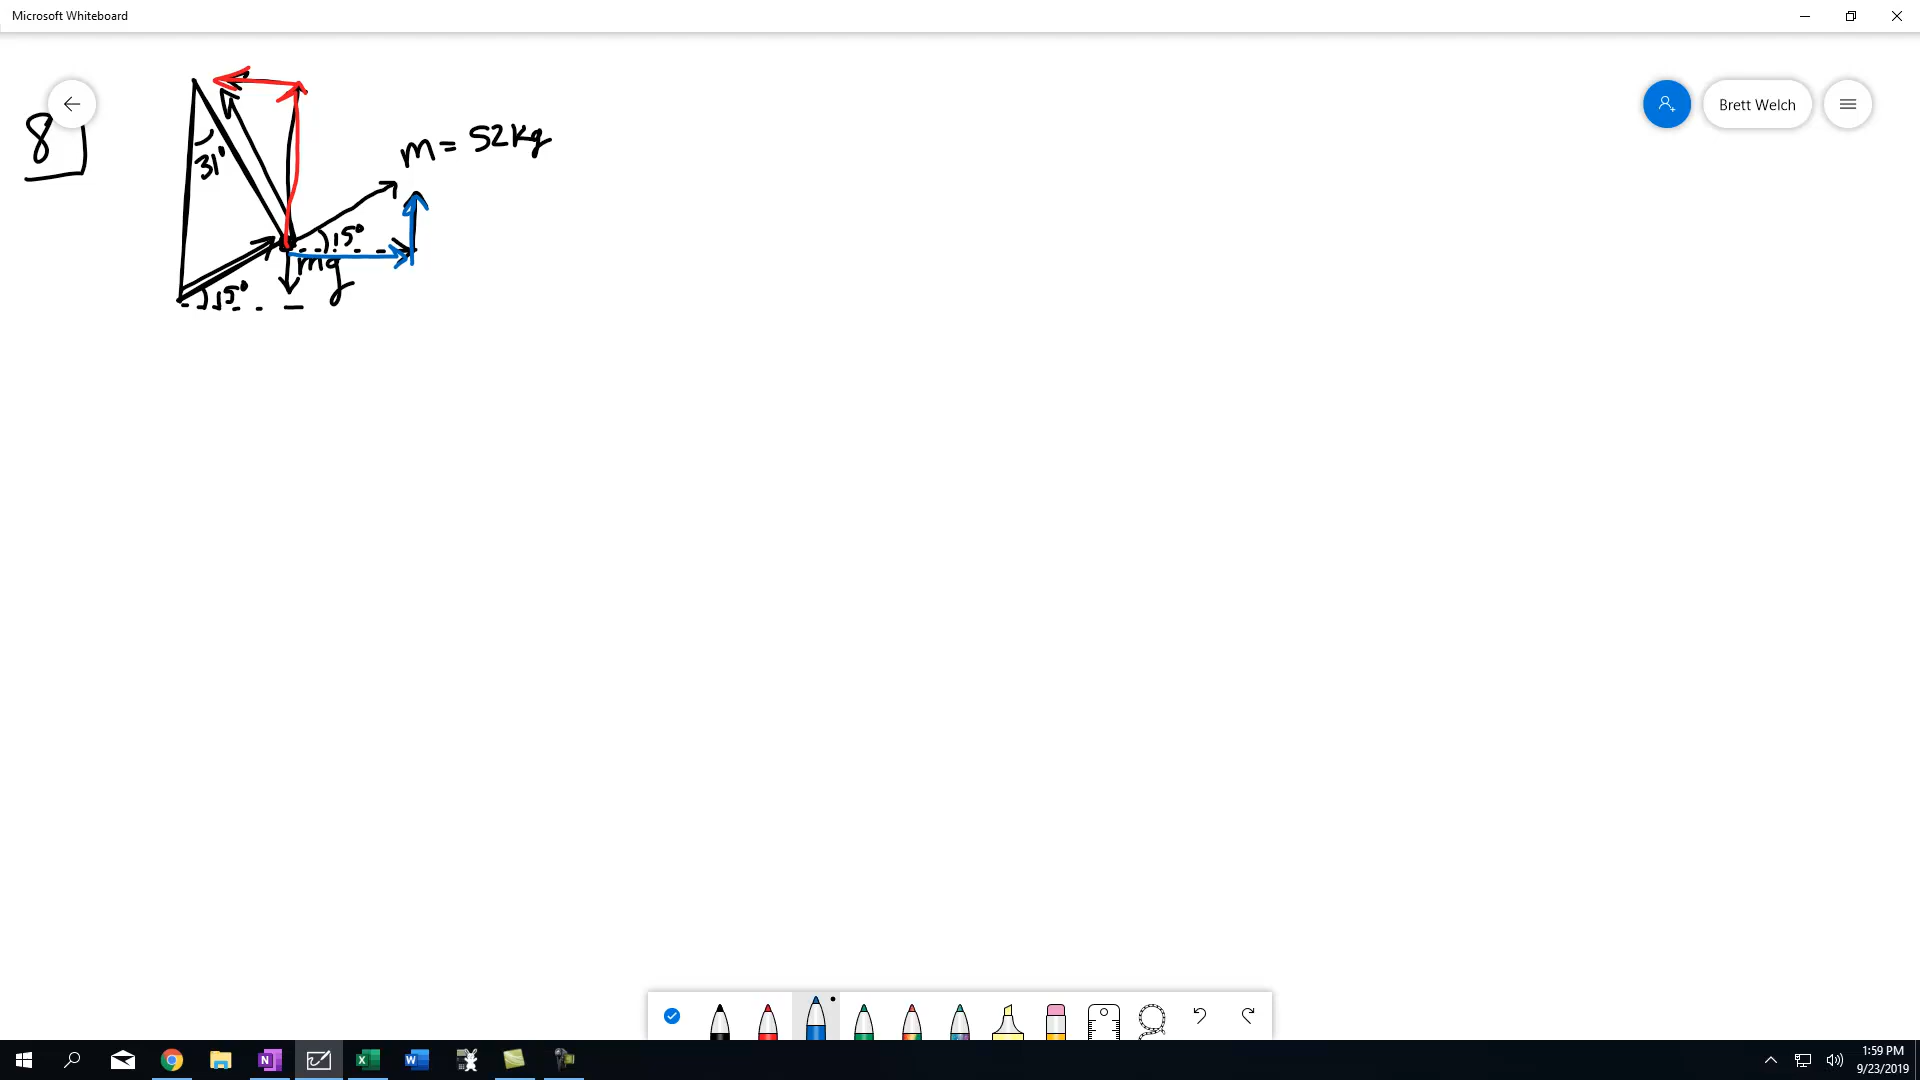 Microsoft Whiteboard
8
31°
m = 52kg
15°
mg
15°
Brett Welch
1:59 PM
9/23/2019